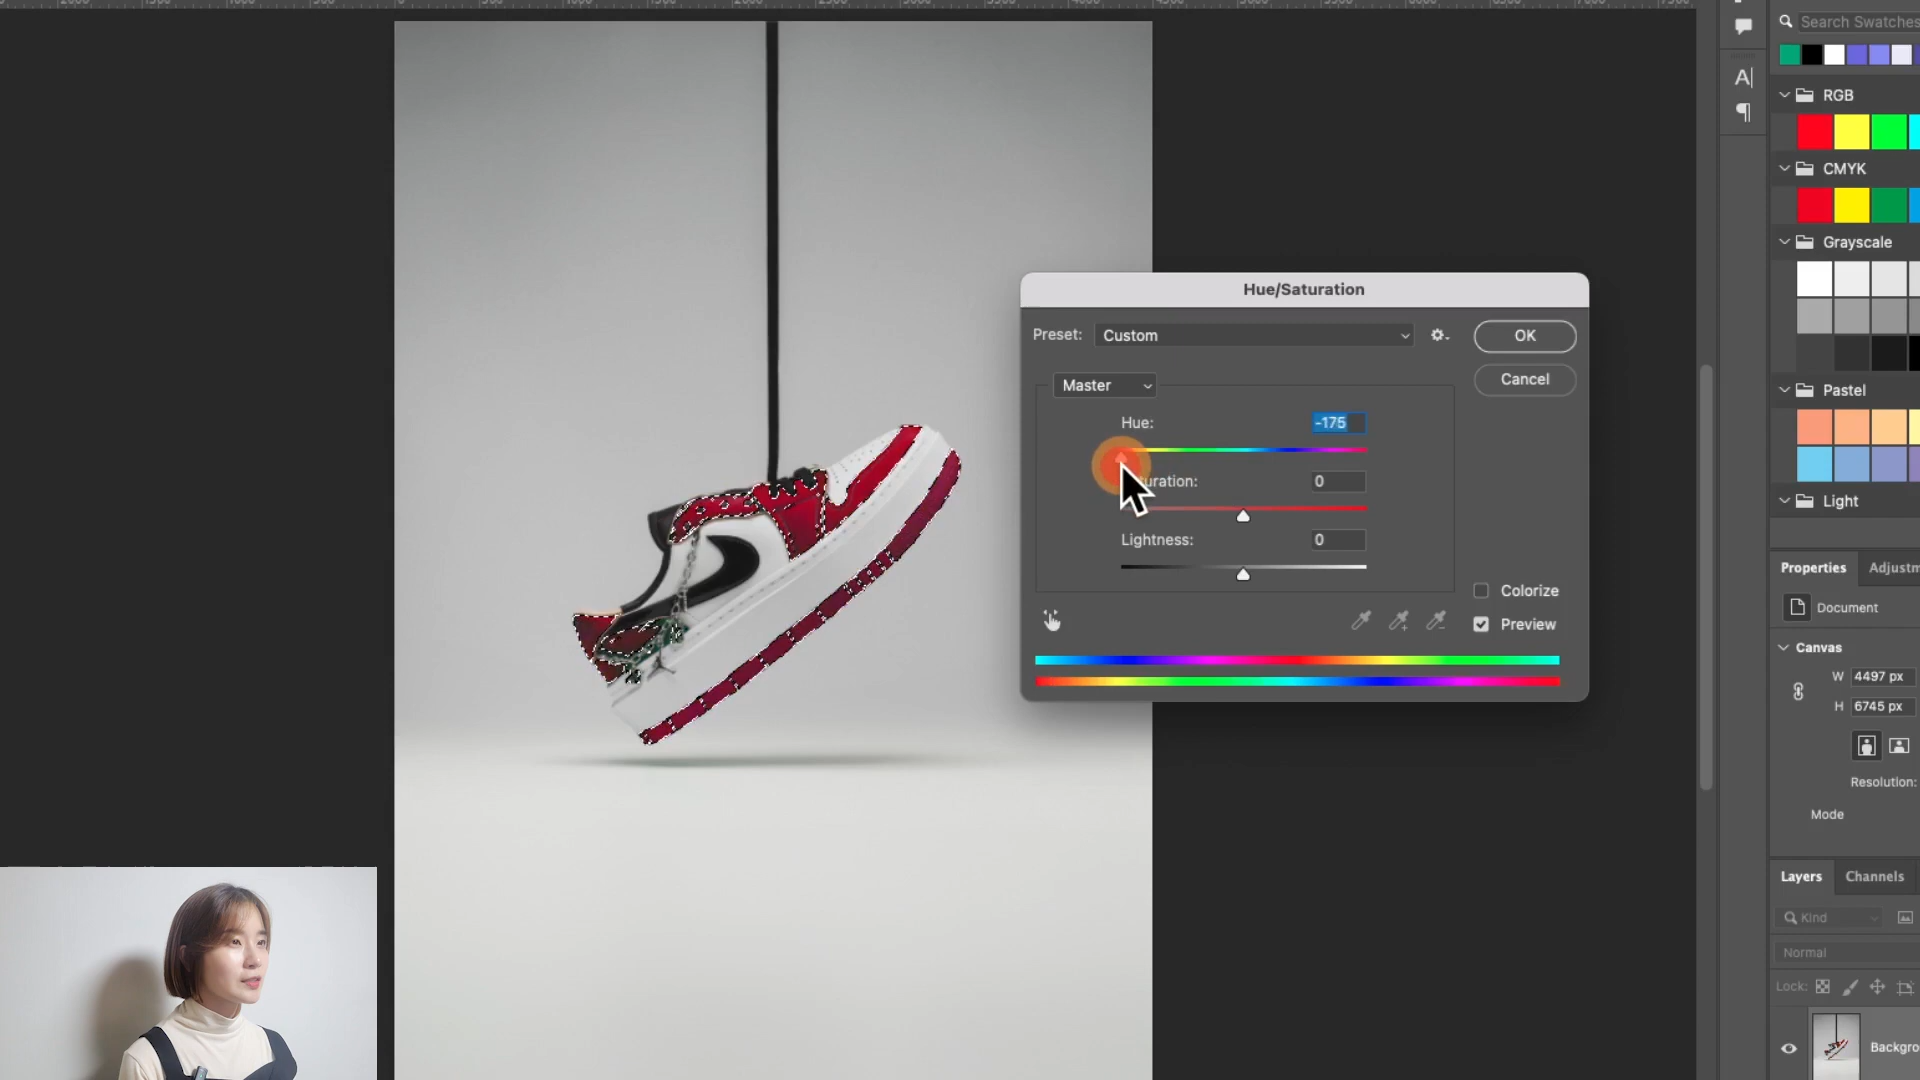 Search Swatches
RGB
CMYK
Grayscale
Pastel
Light
Hue/Saturation
Preset: Custom
OK
Cancel
Master
Hue: -175
Saturation: 0
Lightness: 0
Colorize
Preview
Properties Adjustm
Document
Canvas
W 4497 px
H 6745 px
Resolution:
Mode
Layers Channels
Kind
Normal
Lock:
Backgro